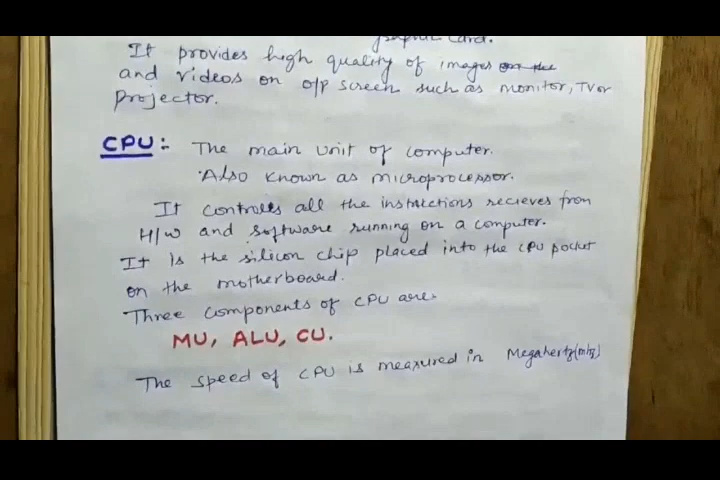 graphic card.
It provides high quality of images on the
and videos on o/p screen such as monitor, TV or
Projector.
CPU:- The main unit of computer.
Also known as microprocessor.
It controlls all the instructions recieves from
H/W and software running on a computer.
It is the silicon chip placed into the CPU pocket
on the motherboard.
Three components of CPU are.
MU, ALU, CU.
The speed of CPU is measured in Megahertz(mhz)